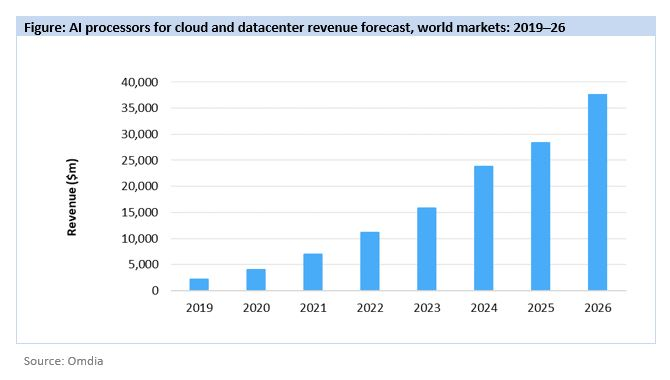 Figure: AI processors for cloud and datacenter revenue forecast, world markets: 2019–26
40,000
35,000
30,000
25,000
20,000
15,000
10,000
5,000
0
Revenue ($m)
2019 2020 2021 2022 2023 2024 2025 2026
Source: Omdia